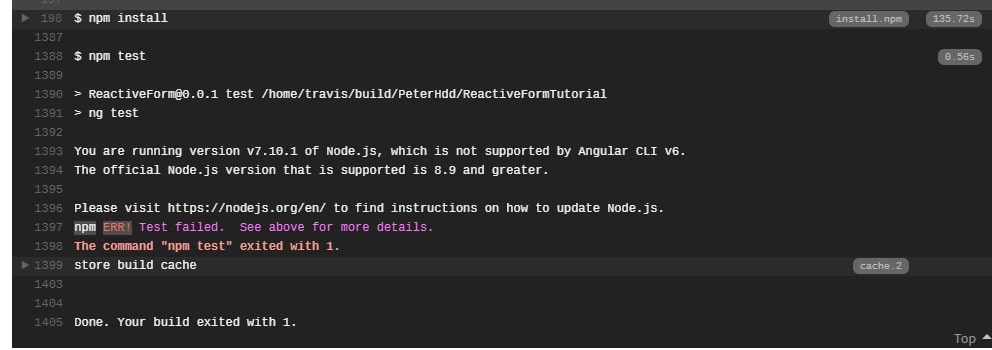 198 $ npm install install.npm 135.72s
1387
1388 $ npm test 0.56s
1389
1390 > ReactiveForm@0.0.1 test /home/travis/build/PeterHdd/ReactiveFormTutorial
1391 > ng test
1392
1393 You are running version v7.10.1 of Node.js, which is not supported by Angular CLI v6.
1394 The official Node.js version that is supported is 8.9 and greater.
1395
1396 Please visit https://nodejs.org/en/ to find instructions on how to update Node.js.
1397 npm ERR! Test failed.  See above for more details.
1398 The command "npm test" exited with 1.
1399 store build cache cache.2
1403
1404
1405 Done. Your build exited with 1.
Top